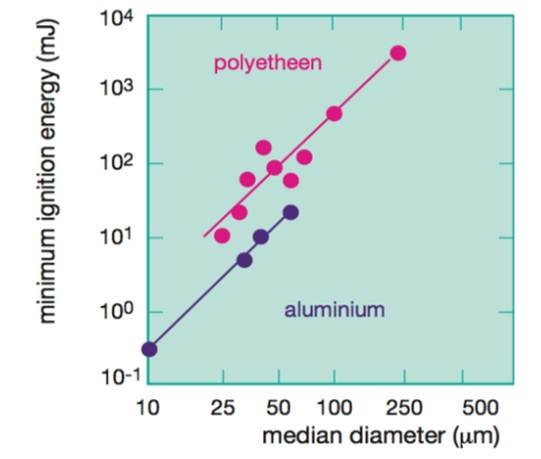 minimum ignition energy (mJ)
10⁴
10³
10²
10¹
10⁰
10⁻¹
polyetheen
aluminium
10 25 50 100 250 500
median diameter (μm)